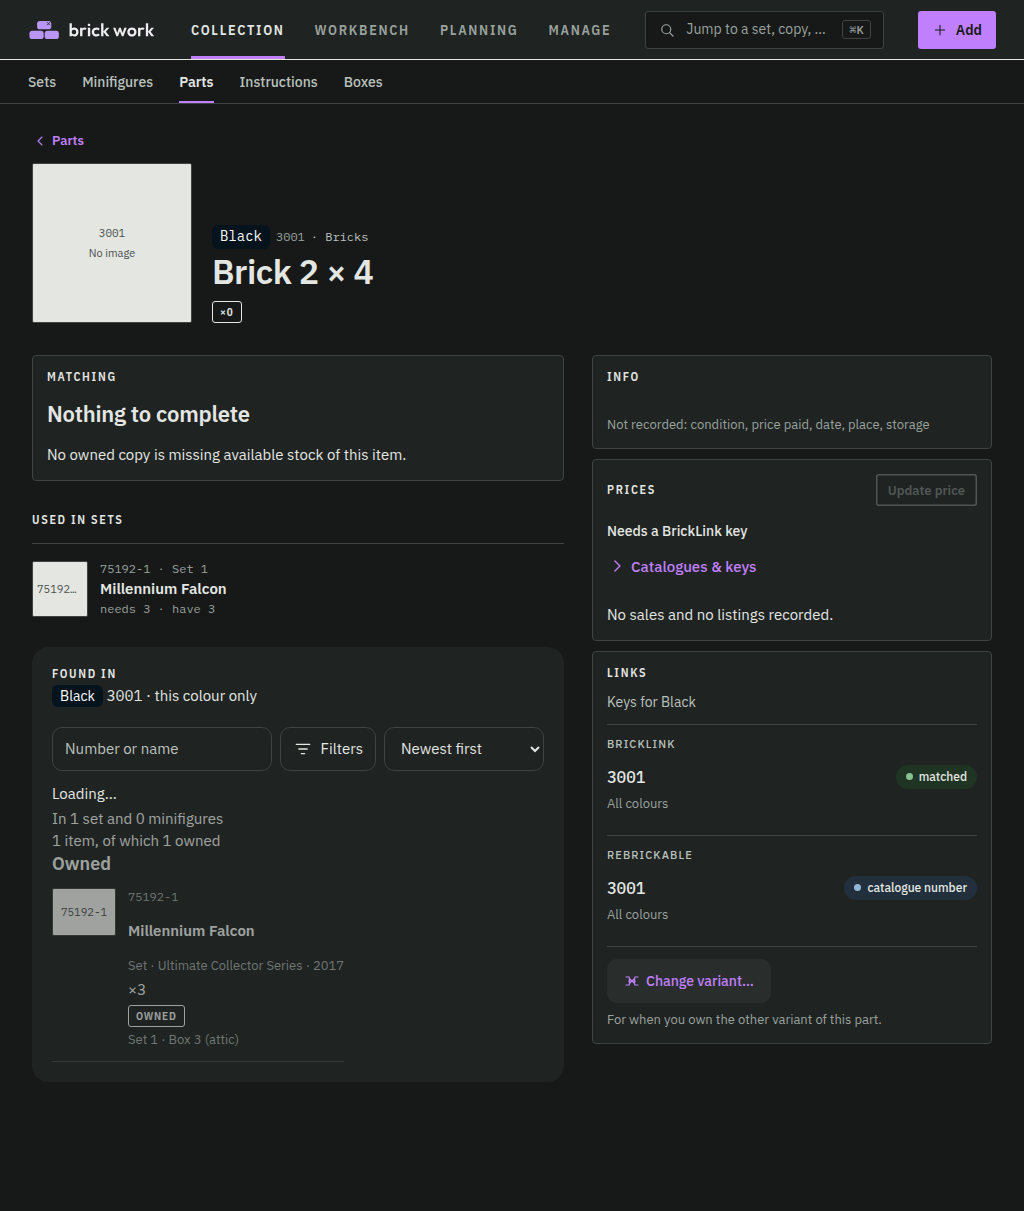 brick work
COLLECTION
WORKBENCH
PLANNING
MANAGE
Jump to a set, copy, ...
⌘K
+ Add
Sets
Minifigures
Parts
Instructions
Boxes
Parts
3001
No image
Black 3001 · Bricks
Brick 2 × 4
×0
MATCHING
Nothing to complete
No owned copy is missing available stock of this item.
USED IN SETS
75192…
75192-1 · Set 1
Millennium Falcon
needs 3 · have 3
FOUND IN
Black 3001 · this colour only
Number or name
Filters
Newest first
Loading…
In 1 set and 0 minifigures
1 item, of which 1 owned
Owned
75192-1
75192-1
Millennium Falcon
Set · Ultimate Collector Series · 2017
×3
OWNED
Set 1 · Box 3 (attic)
INFO
Not recorded: condition, price paid, date, place, storage
PRICES
Update price
Needs a BrickLink key
Catalogues & keys
No sales and no listings recorded.
LINKS
Keys for Black
BRICKLINK
3001
matched
All colours
REBRICKABLE
3001
catalogue number
All colours
Change variant…
For when you own the other variant of this part.